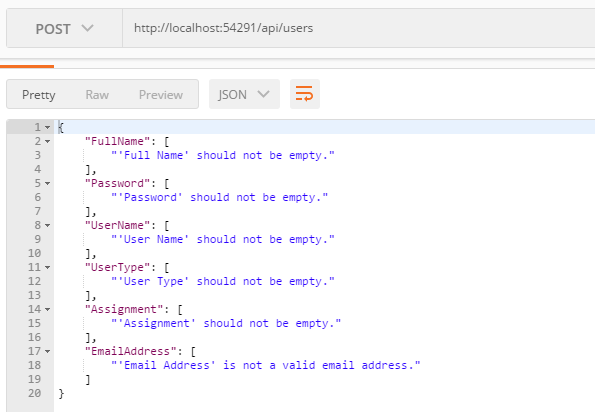 POST http://localhost:54291/api/users
Pretty Raw Preview JSON
1 {
2 "FullName": [
3 "'Full Name' should not be empty."
4 ],
5 "Password": [
6 "'Password' should not be empty."
7 ],
8 "UserName": [
9 "'User Name' should not be empty."
10 ],
11 "UserType": [
12 "'User Type' should not be empty."
13 ],
14 "Assignment": [
15 "'Assignment' should not be empty."
16 ],
17 "EmailAddress": [
18 "'Email Address' is not a valid email address."
19 ]
20 }